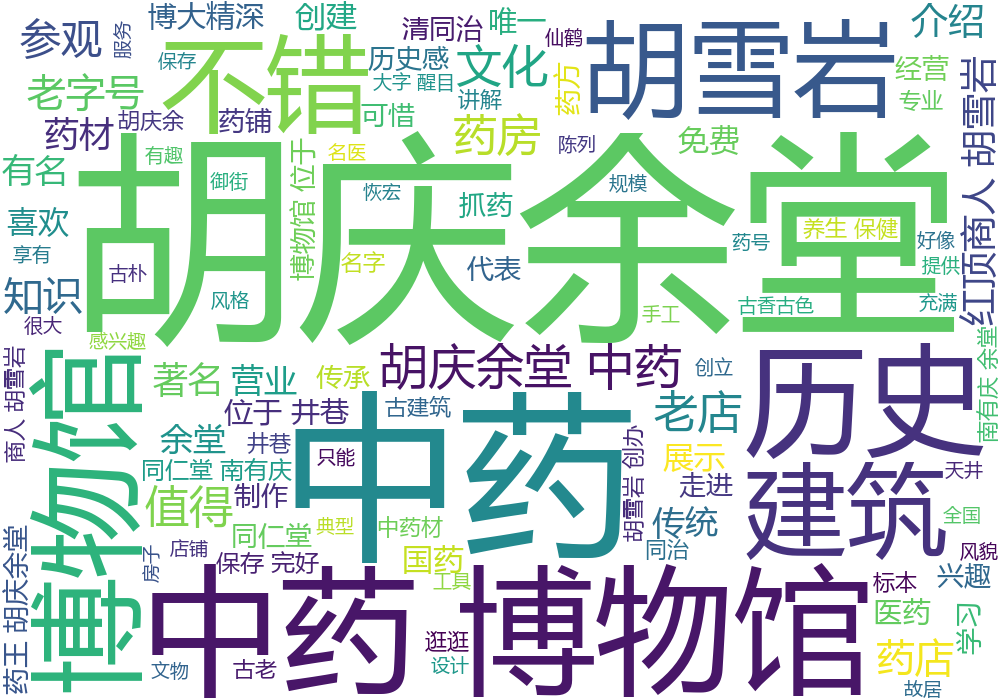 博大精深
创建
清同治
唯一
介绍
参观
服务
不错
保存
历史感
仙鹤
文化
胡雪岩
大字 醒目
讲解
药方
经营
专业
老字号
药材
胡庆余
药铺
可惜
药房
陈列
免费
红顶商人 胡雪岩
有名
有趣
胡庆余堂
名医
御街
恢宏
博物馆 位于
抓药
规模
喜欢
享有
药号
养生 保健
好像
古朴
名字
代表
提供
知识
风格
手工
古香古色
充满
很大
感兴趣
商人 胡雪岩
博物馆
著名
营业
传承
胡庆余堂 中药
创立
历史
南有庆 余堂
位于 井巷
古建筑
老店
余堂
井巷
中药
胡雪岩 创办
只能
同仁堂 南有庆
展示
建筑
天井
走进
值得
制作
传统
全国
同仁堂
典型
中药材
药王 胡庆余堂
房子
店铺
保存 完好
国药
同治
风貌
工具
中药 博物馆
标本
兴趣
医药
学习
逛逛
文物
古老
设计
药店
故居